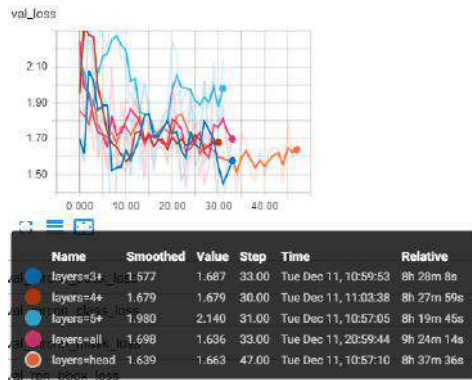 val_loss
2.10
1.90
1.70
1.50
0.000 10.00 20.00 30.00 40.00
Name Smoothed Value Step Time Relative
layers=3+ 1.577 1.687 33.00 Tue Dec 11, 10:59:53 8h 28m 8s
layers=4+ 1.679 1.679 30.00 Tue Dec 11, 11:03:38 8h 27m 59s
layers=5+ 1.980 2.140 31.00 Tue Dec 11, 10:57:05 8h 19m 45s
layers=all 1.698 1.636 33.00 Tue Dec 11, 20:59:44 9h 24m 14s
layers=head 1.639 1.663 47.00 Tue Dec 11, 10:57:10 8h 37m 36s